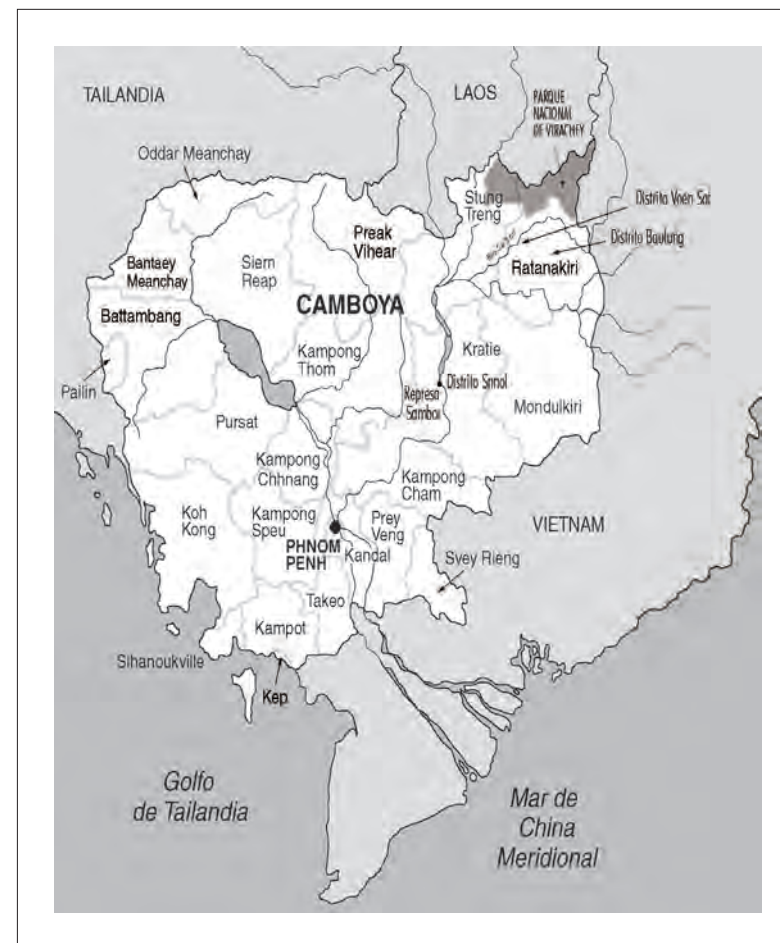 TAILANDIA
LAOS
PARQUE
NACIONAL
DE VIRACHEY
Oddar Meanchay
Stung
Treng
Distrito Voen Sac
Preak
Vihear
Distrito Baulung
Bantaey
Meanchay
Siem
Reap
Ratanakiri
CAMBOYA
Battambang
Kampong
Thom
Kratie
Pailin
Represa
Sambor
Distrito Snnol
Mondulkiri
Pursat
Kampong
Chhnang
Kampong
Cham
Koh
Kong
Kampong
Speu
Prey
Veng
VIETNAM
PHNOM
PENH
Kandal
Svey Rieng
Takeo
Kampot
Sihanoukville
Kep
Golfo
de Tailandia
Mar de
China
Meridional